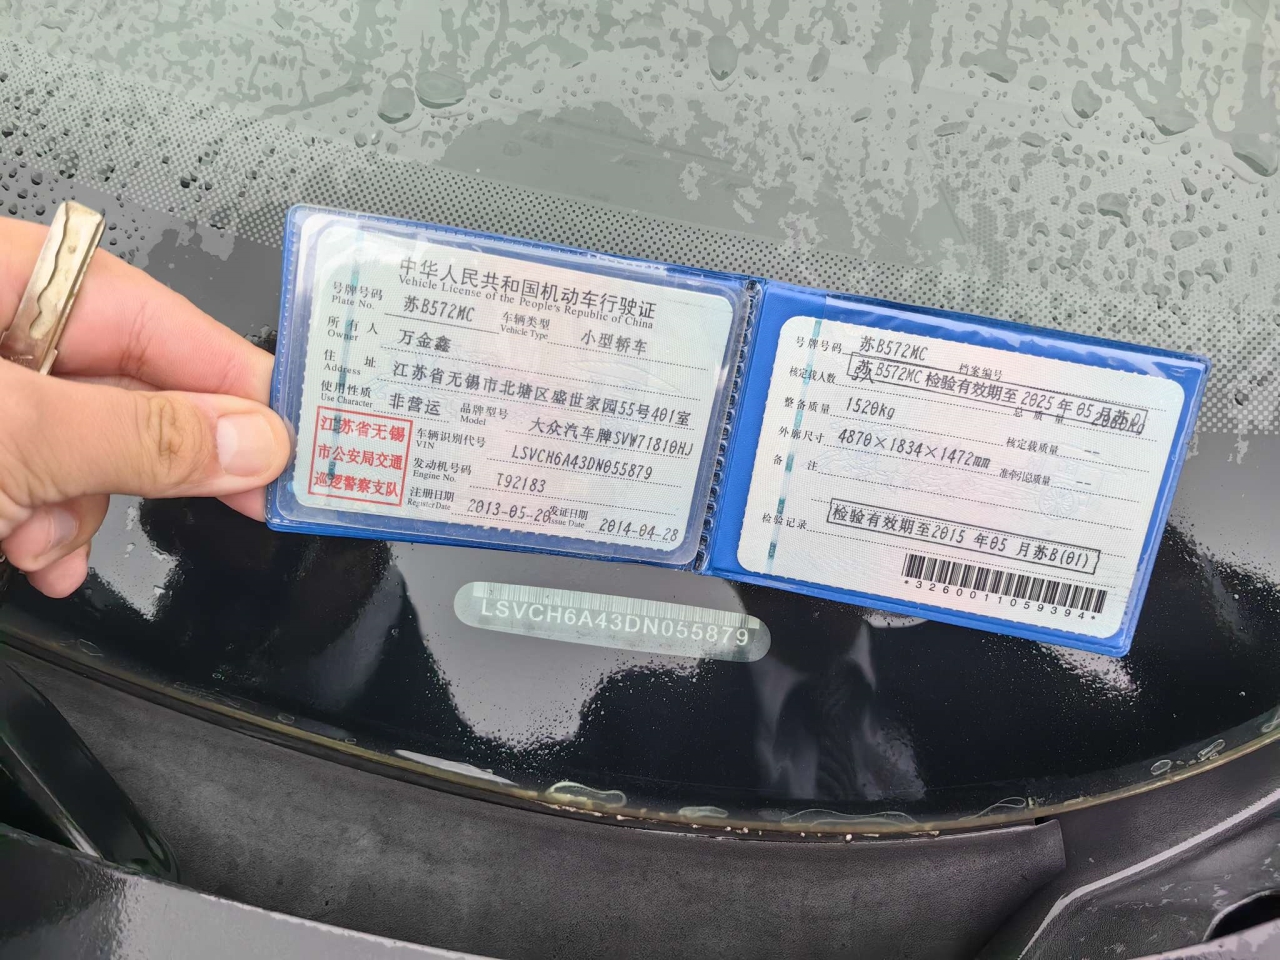 中华人民共和国机动车行驶证
Vehicle License of the People's Republic of China
号牌号码 苏B572MC 车辆类型 小型轿车
Plate No. Vehicle Type
所有人 万金鑫
Owner
住址 江苏省无锡市北塘区盛世家园55号401室
Address
使用性质 非营运 品牌型号 大众汽车牌SVW71810HJ
Use Character Model
江苏省无锡
市公安局交通
巡逻警察支队
车辆识别代号 LSVCH6A43DN055879
VIN
发动机号码 T92183
Engine No.
注册日期 2013-05-20 发证日期 2014-04-28
Register Date Issue Date
号牌号码 苏B572MC 档案编号
苏B572MC 检验有效期至 2025 年 05 月苏
核定载人数 总质量
整备质量 1520kg 核定载质量 --
外廓尺寸 4870×1834×1472mm 准牵引总质量 --
备注
检验记录 检验有效期至2015 年05 月苏B(01)
*3260011059394*
LSVCH6A43DN055879